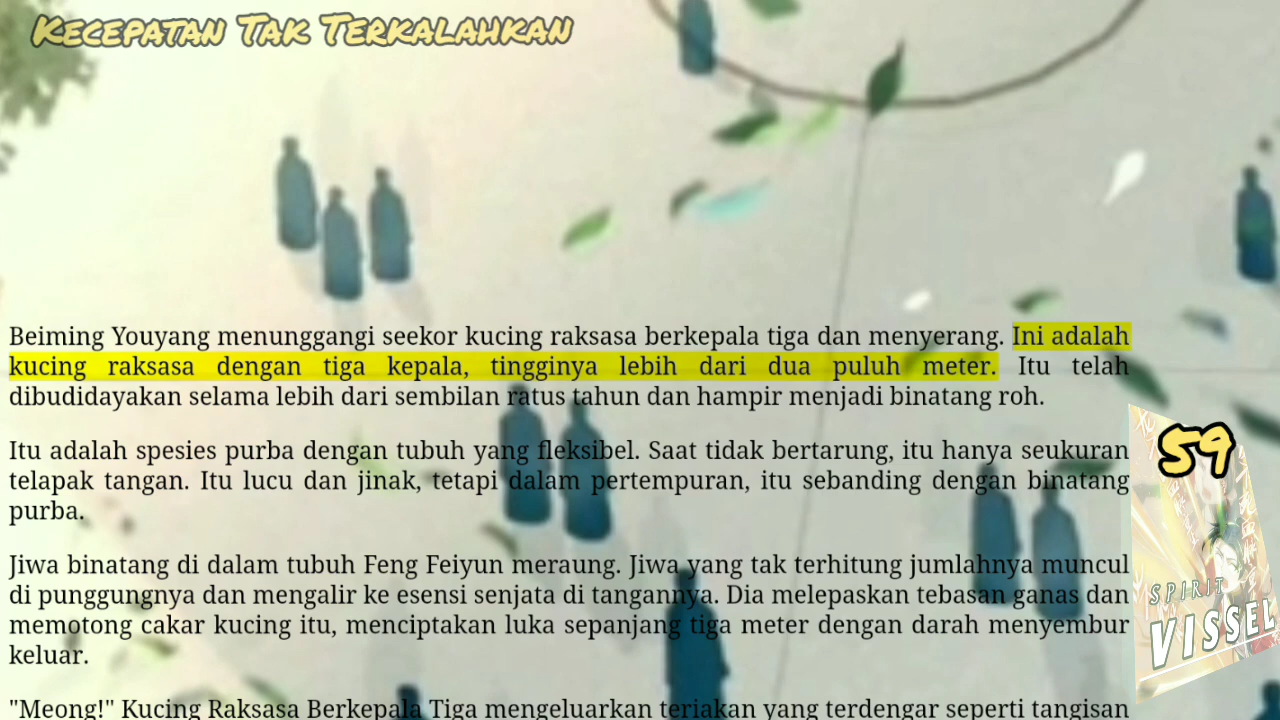 Kecepatan Tak Terkalahkan
Beiming Youyang menunggangi seekor kucing raksasa berkepala tiga dan menyerang. Ini adalah
kucing raksasa dengan tiga kepala, tingginya lebih dari dua puluh meter. Itu telah
dibudidayakan selama lebih dari sembilan ratus tahun dan hampir menjadi binatang roh.
Itu adalah spesies purba dengan tubuh yang fleksibel. Saat tidak bertarung, itu hanya seukuran
telapak tangan. Itu lucu dan jinak, tetapi dalam pertempuran, itu sebanding dengan binatang
purba.
59
Jiwa binatang di dalam tubuh Feng Feiyun meraung. Jiwa yang tak terhitung jumlahnya muncul
di punggungnya dan mengalir ke esensi senjata di tangannya. Dia melepaskan tebasan ganas dan
memotong cakar kucing itu, menciptakan luka sepanjang tiga meter dengan darah menyembur
keluar.
SPIRIT
VISSEL
"Meong!" Kucing Raksasa Berkepala Tiga mengeluarkan teriakan yang terdengar seperti tangisan